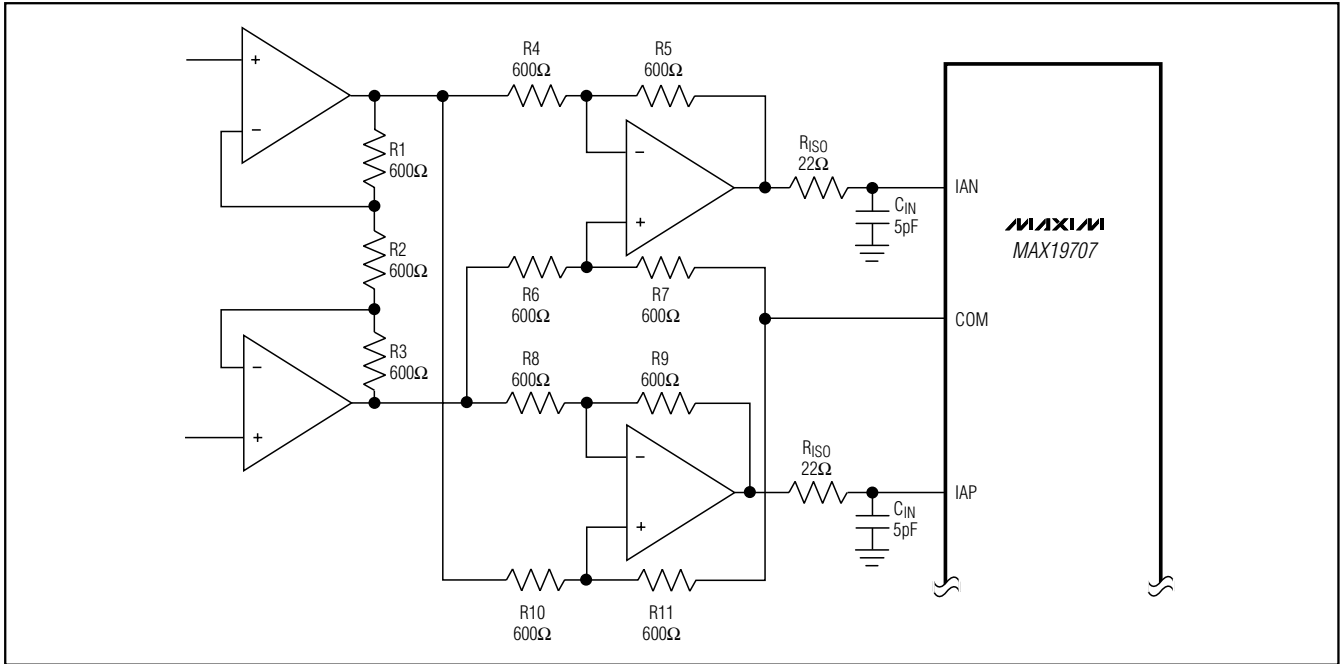 +
−
R1
600Ω
R2
600Ω
−
R3
600Ω
+
R4
600Ω
R5
600Ω
−
+
R6
600Ω
R7
600Ω
R8
600Ω
R9
600Ω
−
+
R10
600Ω
R11
600Ω
RISO
22Ω
CIN
5pF
RISO
22Ω
CIN
5pF
IAN
MAXIM
MAX19707
COM
IAP